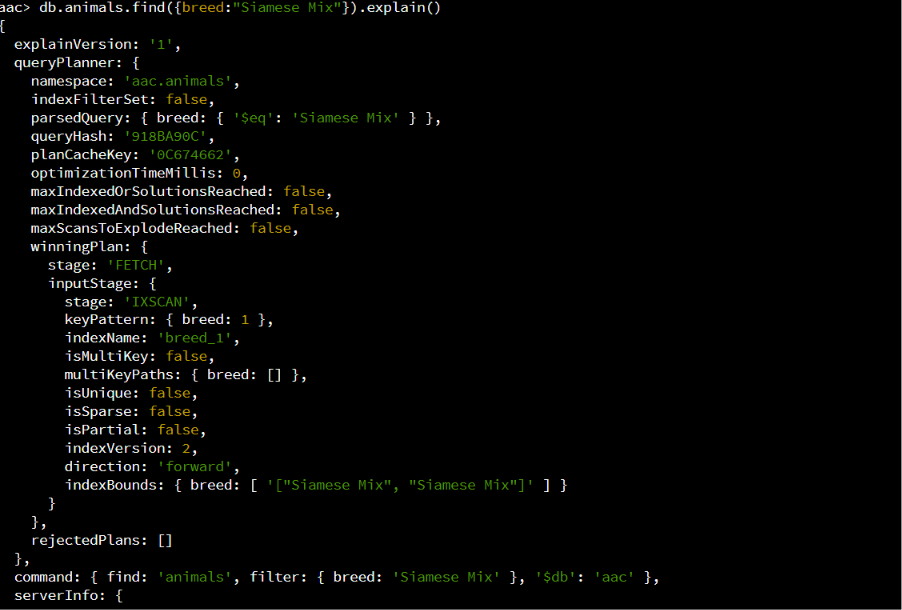 aac> db.animals.find({breed:"Siamese Mix"}).explain()
{
  explainVersion: '1',
  queryPlanner: {
    namespace: 'aac.animals',
    indexFilterSet: false,
    parsedQuery: { breed: { '$eq': 'Siamese Mix' } },
    queryHash: '918BA90C',
    planCacheKey: '0C674662',
    optimizationTimeMillis: 0,
    maxIndexedOrSolutionsReached: false,
    maxIndexedAndSolutionsReached: false,
    maxScansToExplodeReached: false,
    winningPlan: {
      stage: 'FETCH',
      inputStage: {
        stage: 'IXSCAN',
        keyPattern: { breed: 1 },
        indexName: 'breed_1',
        isMultiKey: false,
        multiKeyPaths: { breed: [] },
        isUnique: false,
        isSparse: false,
        isPartial: false,
        indexVersion: 2,
        direction: 'forward',
        indexBounds: { breed: [ '["Siamese Mix", "Siamese Mix"]' ] }
      }
    },
    rejectedPlans: []
  },
  command: { find: 'animals', filter: { breed: 'Siamese Mix' }, '$db': 'aac' },
  serverInfo: {